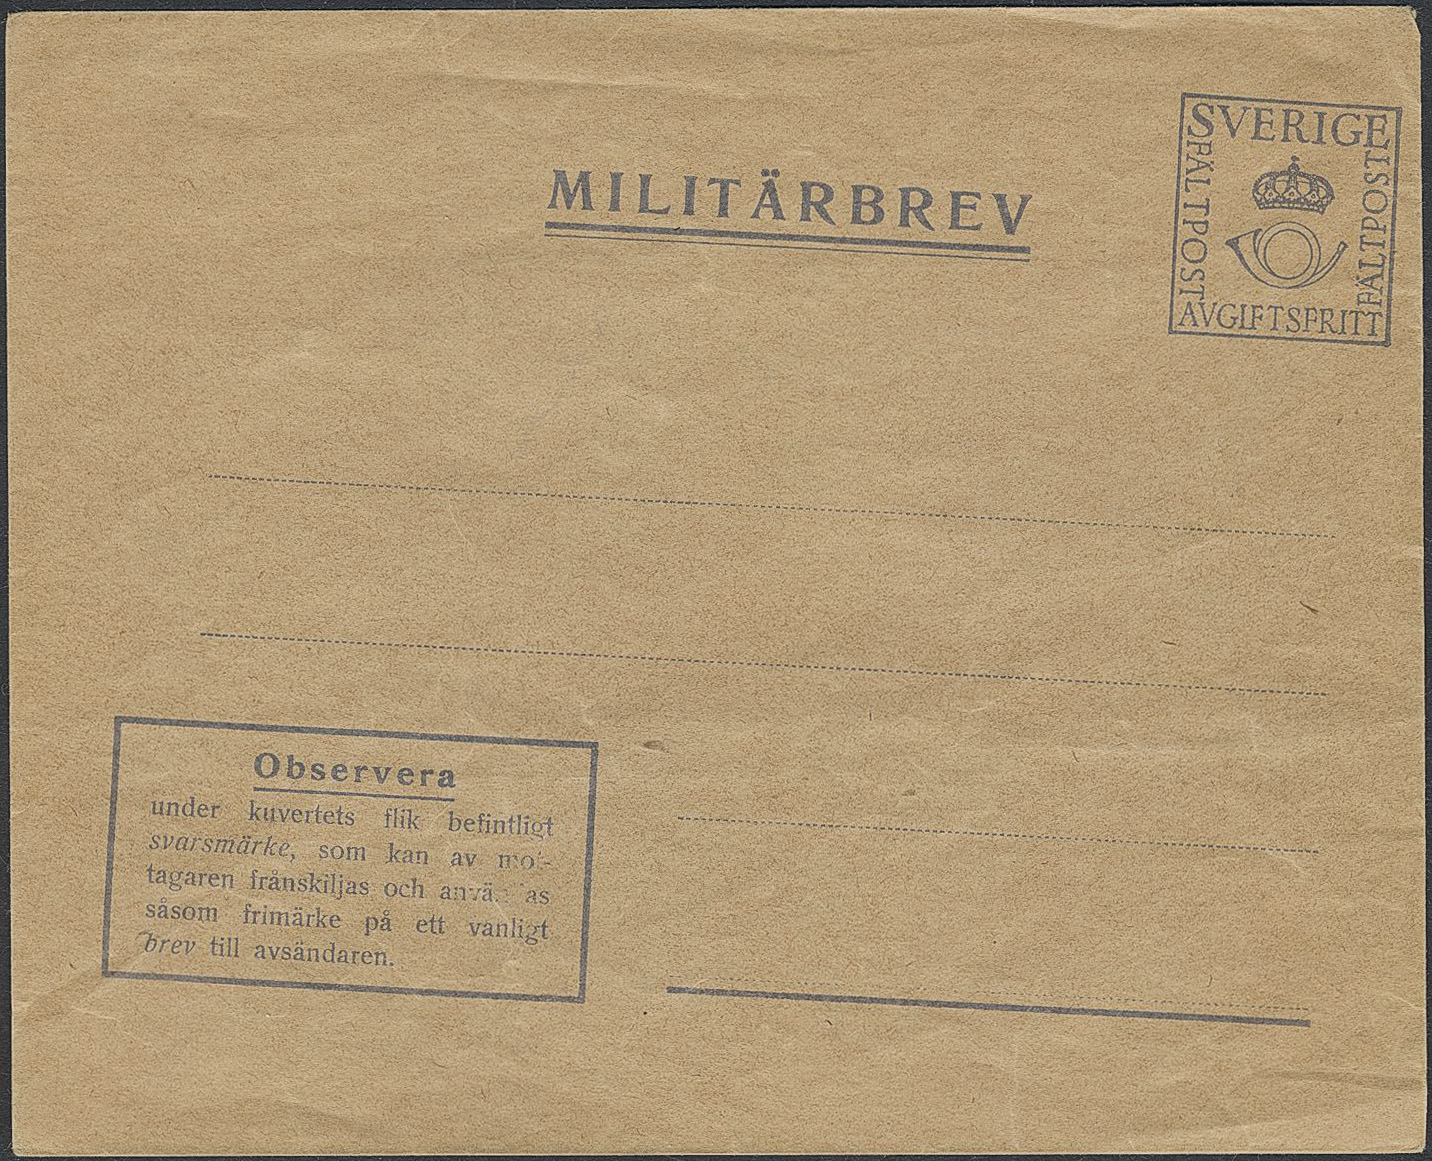 MILITÄRBREV
SVERIGE
FÄLTPOST
FÄLTPOST
AVGIFTSFRITT
Observera
under kuvertets flik befintligt
svarsmärke, som kan av mot-
tagaren frånskiljas och användas
såsom frimärke på ett vanligt
brev till avsändaren.